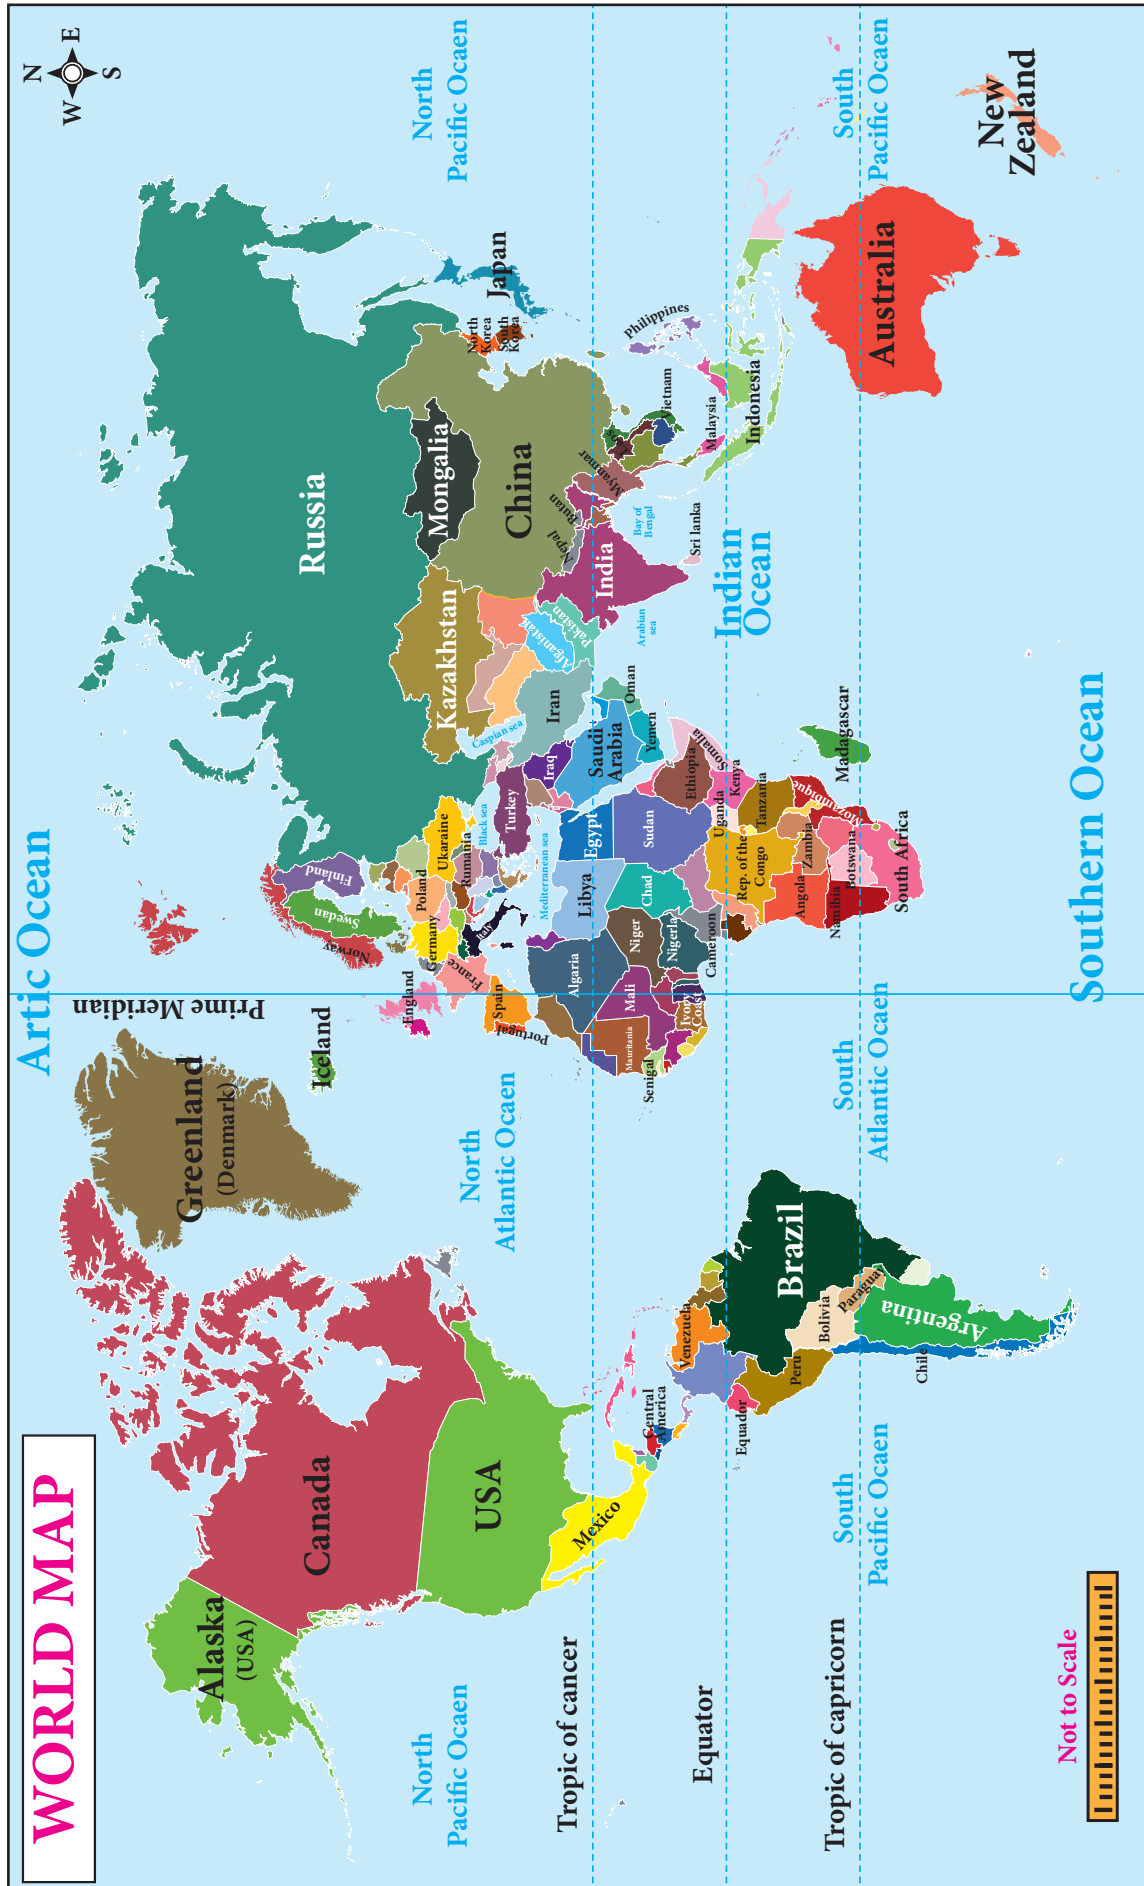 WORLD MAP
Artic Ocean
N
W
E
S
Alaska
(USA)
Canada
USA
Mexico
Greenland
(Denmark)
Iceland
Prime Meridian
North
Pacific Ocaen
North
Atlantic Ocaen
North
Pacific Ocaen
Norway
Swedan
Finland
Russia
England
Germany
Poland
Ukaraine
France
Rumania
Italy
Spain
Portugal
Black sea
Turkey
Mediterranean sea
Caspian sea
Kazakhstan
Mongalia
China
North
Korea
South
Korea
Japan
Iraq
Iran
Afganistan
Pakistan
Nepal
Butan
India
Myanmar
Laos
Vietnam
Philippines
Saudi
Arabia
Oman
Yemen
Arabian
sea
Bay of
Bengal
Sri lanka
Malaysia
Indonesia
Tropic of cancer
Central
America
Algaria
Libya
Egypt
Mauritania
Mali
Niger
Chad
Sudan
Senigal
Ivory
Coast
Nigerla
Cameroon
Ethiopia
Somalia
Uganda
Kenya
Rep. of the
Congo
Tanzania
Angola
Zambia
Mozambique
Namibia
Botswana
South Africa
Madagascar
Equator
Venezuela
Equador
Peru
Brazil
Bolivia
Paragua
Chile
Argentina
Indian
Ocean
Tropic of capricorn
South
Pacific Ocaen
South
Atlantic Ocaen
South
Pacific Ocaen
Australia
New
Zealand
Southern Ocean
Not to Scale